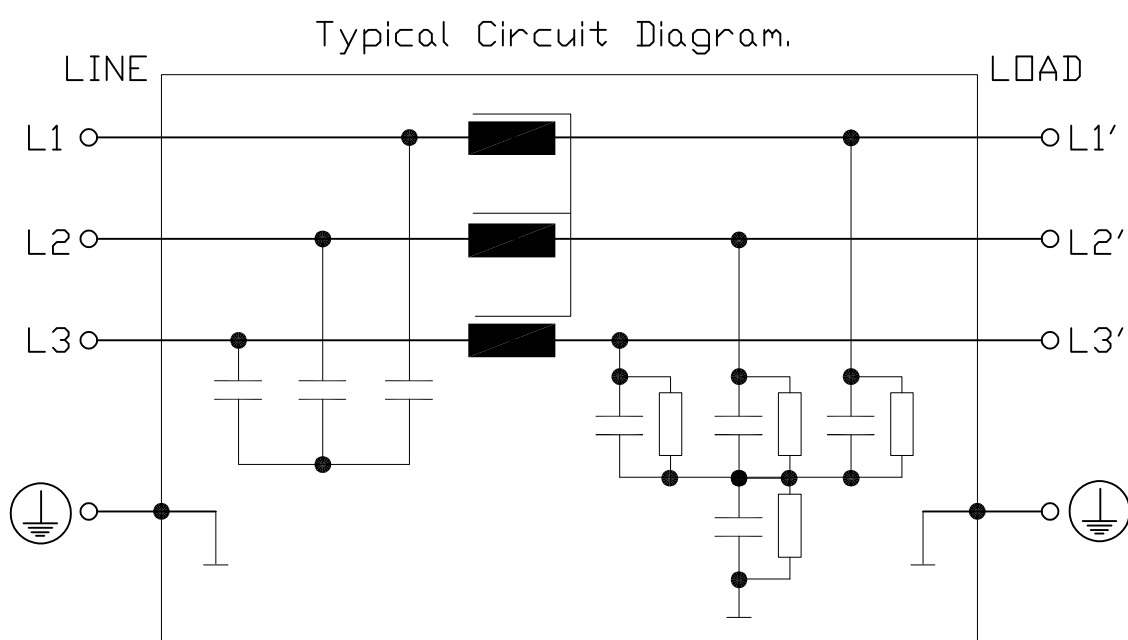 Typical Circuit Diagram.
LINE
LOAD
L1
L1'
L2
L2'
L3
L3'